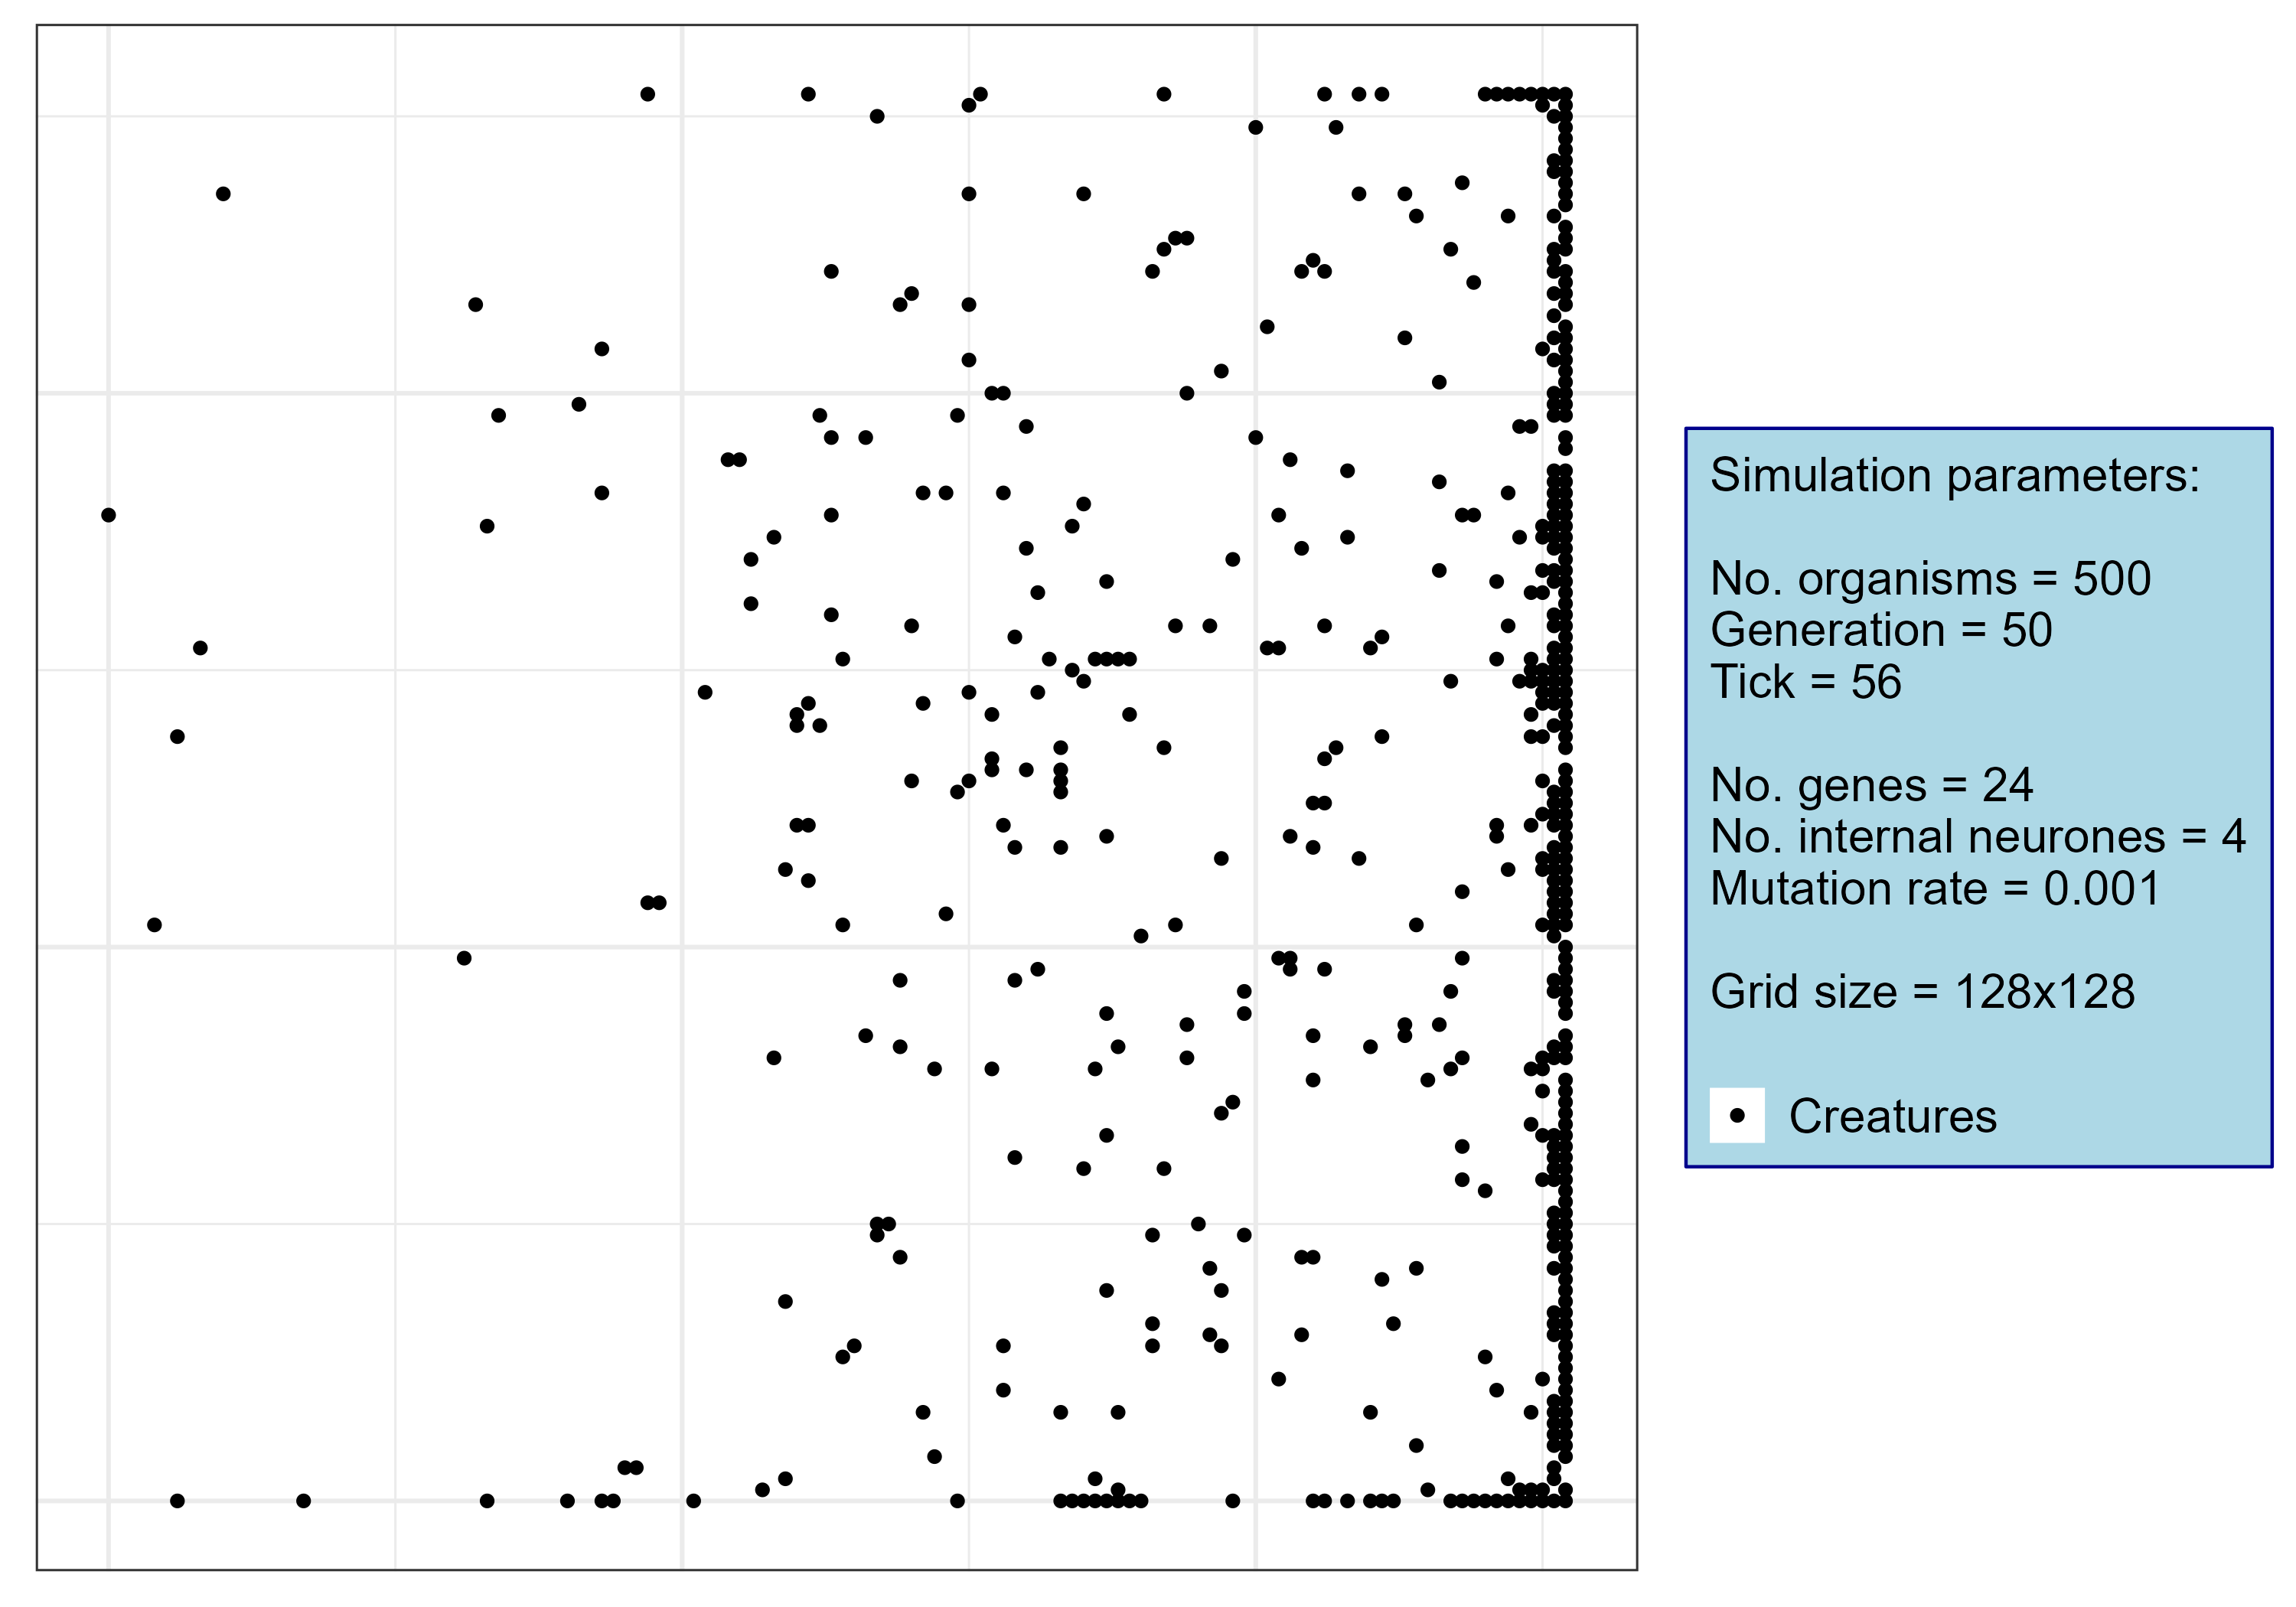 Simulation parameters:
No. organisms = 500
Generation = 50
Tick = 56
No. genes = 24
No. internal neurones = 4
Mutation rate = 0.001
Grid size = 128x128
Creatures